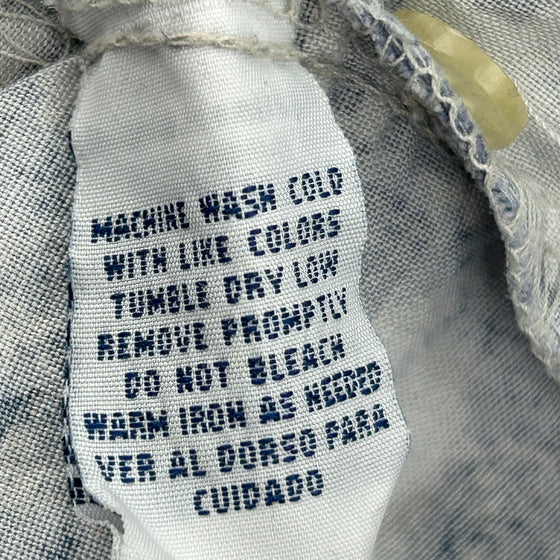 MACHINE WASH COLD
WITH LIKE COLORS
TUMBLE DRY LOW
REMOVE PROMPTLY
DO NOT BLEACH
WARM IRON AS NEEDED
VER AL DORSO PARA
CUIDADO